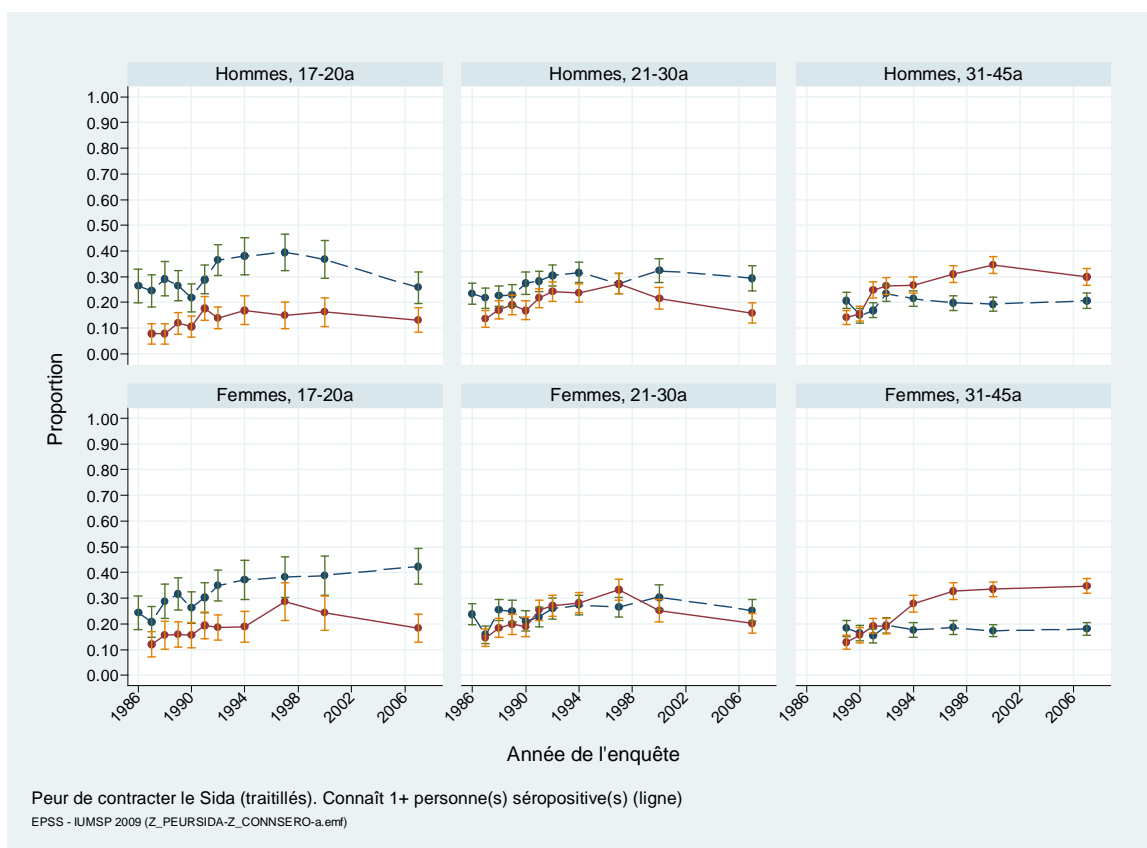 Hommes, 17-20a
Hommes, 21-30a
Hommes, 31-45a
1.00
0.90
0.80
0.70
0.60
0.50
0.40
0.30
0.20
0.10
0.00
Proportion
Femmes, 17-20a
Femmes, 21-30a
Femmes, 31-45a
1.00
0.90
0.80
0.70
0.60
0.50
0.40
0.30
0.20
0.10
0.00
1986 1990 1994 1998 2002 2006
1986 1990 1994 1998 2002 2006
1986 1990 1994 1998 2002 2006
Année de l'enquête
Peur de contracter le Sida (traitillés). Connaît 1+ personne(s) séropositive(s) (ligne)
EPSS - IUMSP 2009 (Z_PEURSIDA-Z_CONNSERO-a.emf)